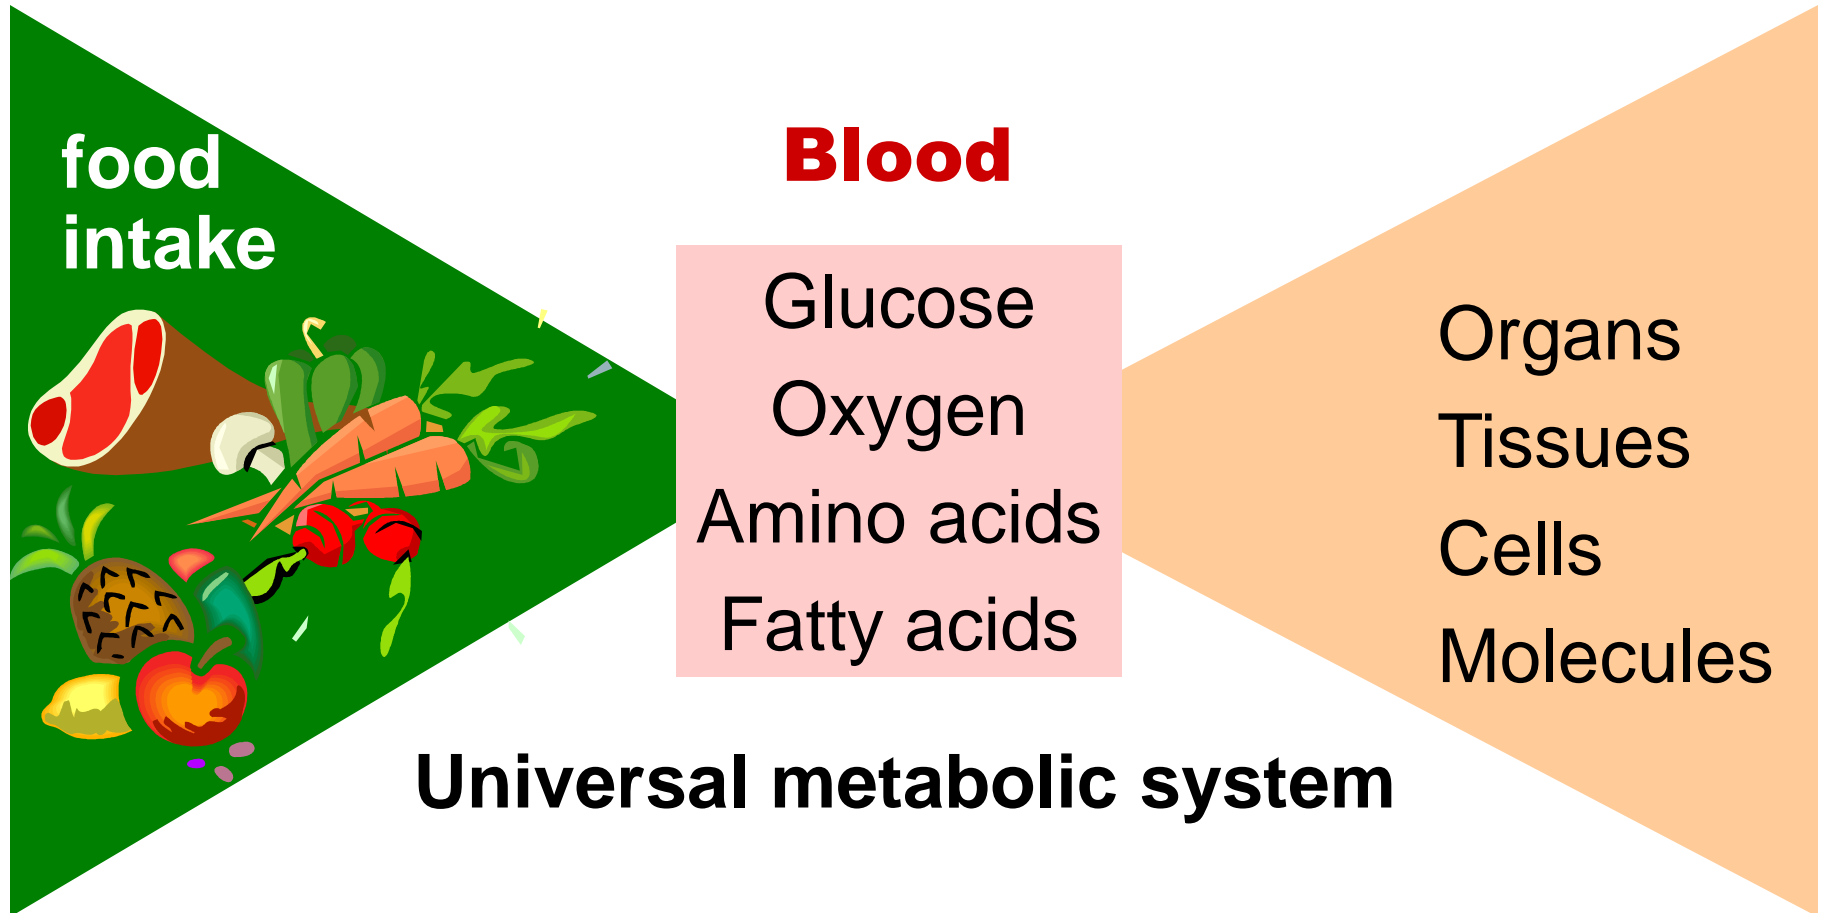 food
intake
Blood
Glucose
Oxygen
Amino acids
Fatty acids
Organs
Tissues
Cells
Molecules
Universal metabolic system